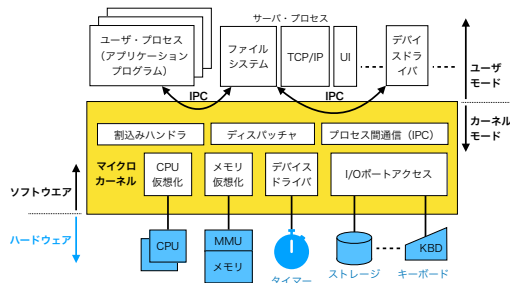 サーバ・プロセス
ユーザ・プロセス
(アプリケーション
プログラム)
ファイル
システム
TCP/IP
UI
デバイ
スドラ
イバ
ユーザ
モード
IPC
IPC
カーネル
モード
割込みハンドラ
ディスパッチャ
プロセス間通信(IPC)
マイクロ
カーネル
CPU
仮想化
メモリ
仮想化
デバイス
ドライバ
I/Oポートアクセス
ソフトウエア
ハードウェア
CPU
MMU
メモリ
タイマー
ストレージ
KBD
キーボード